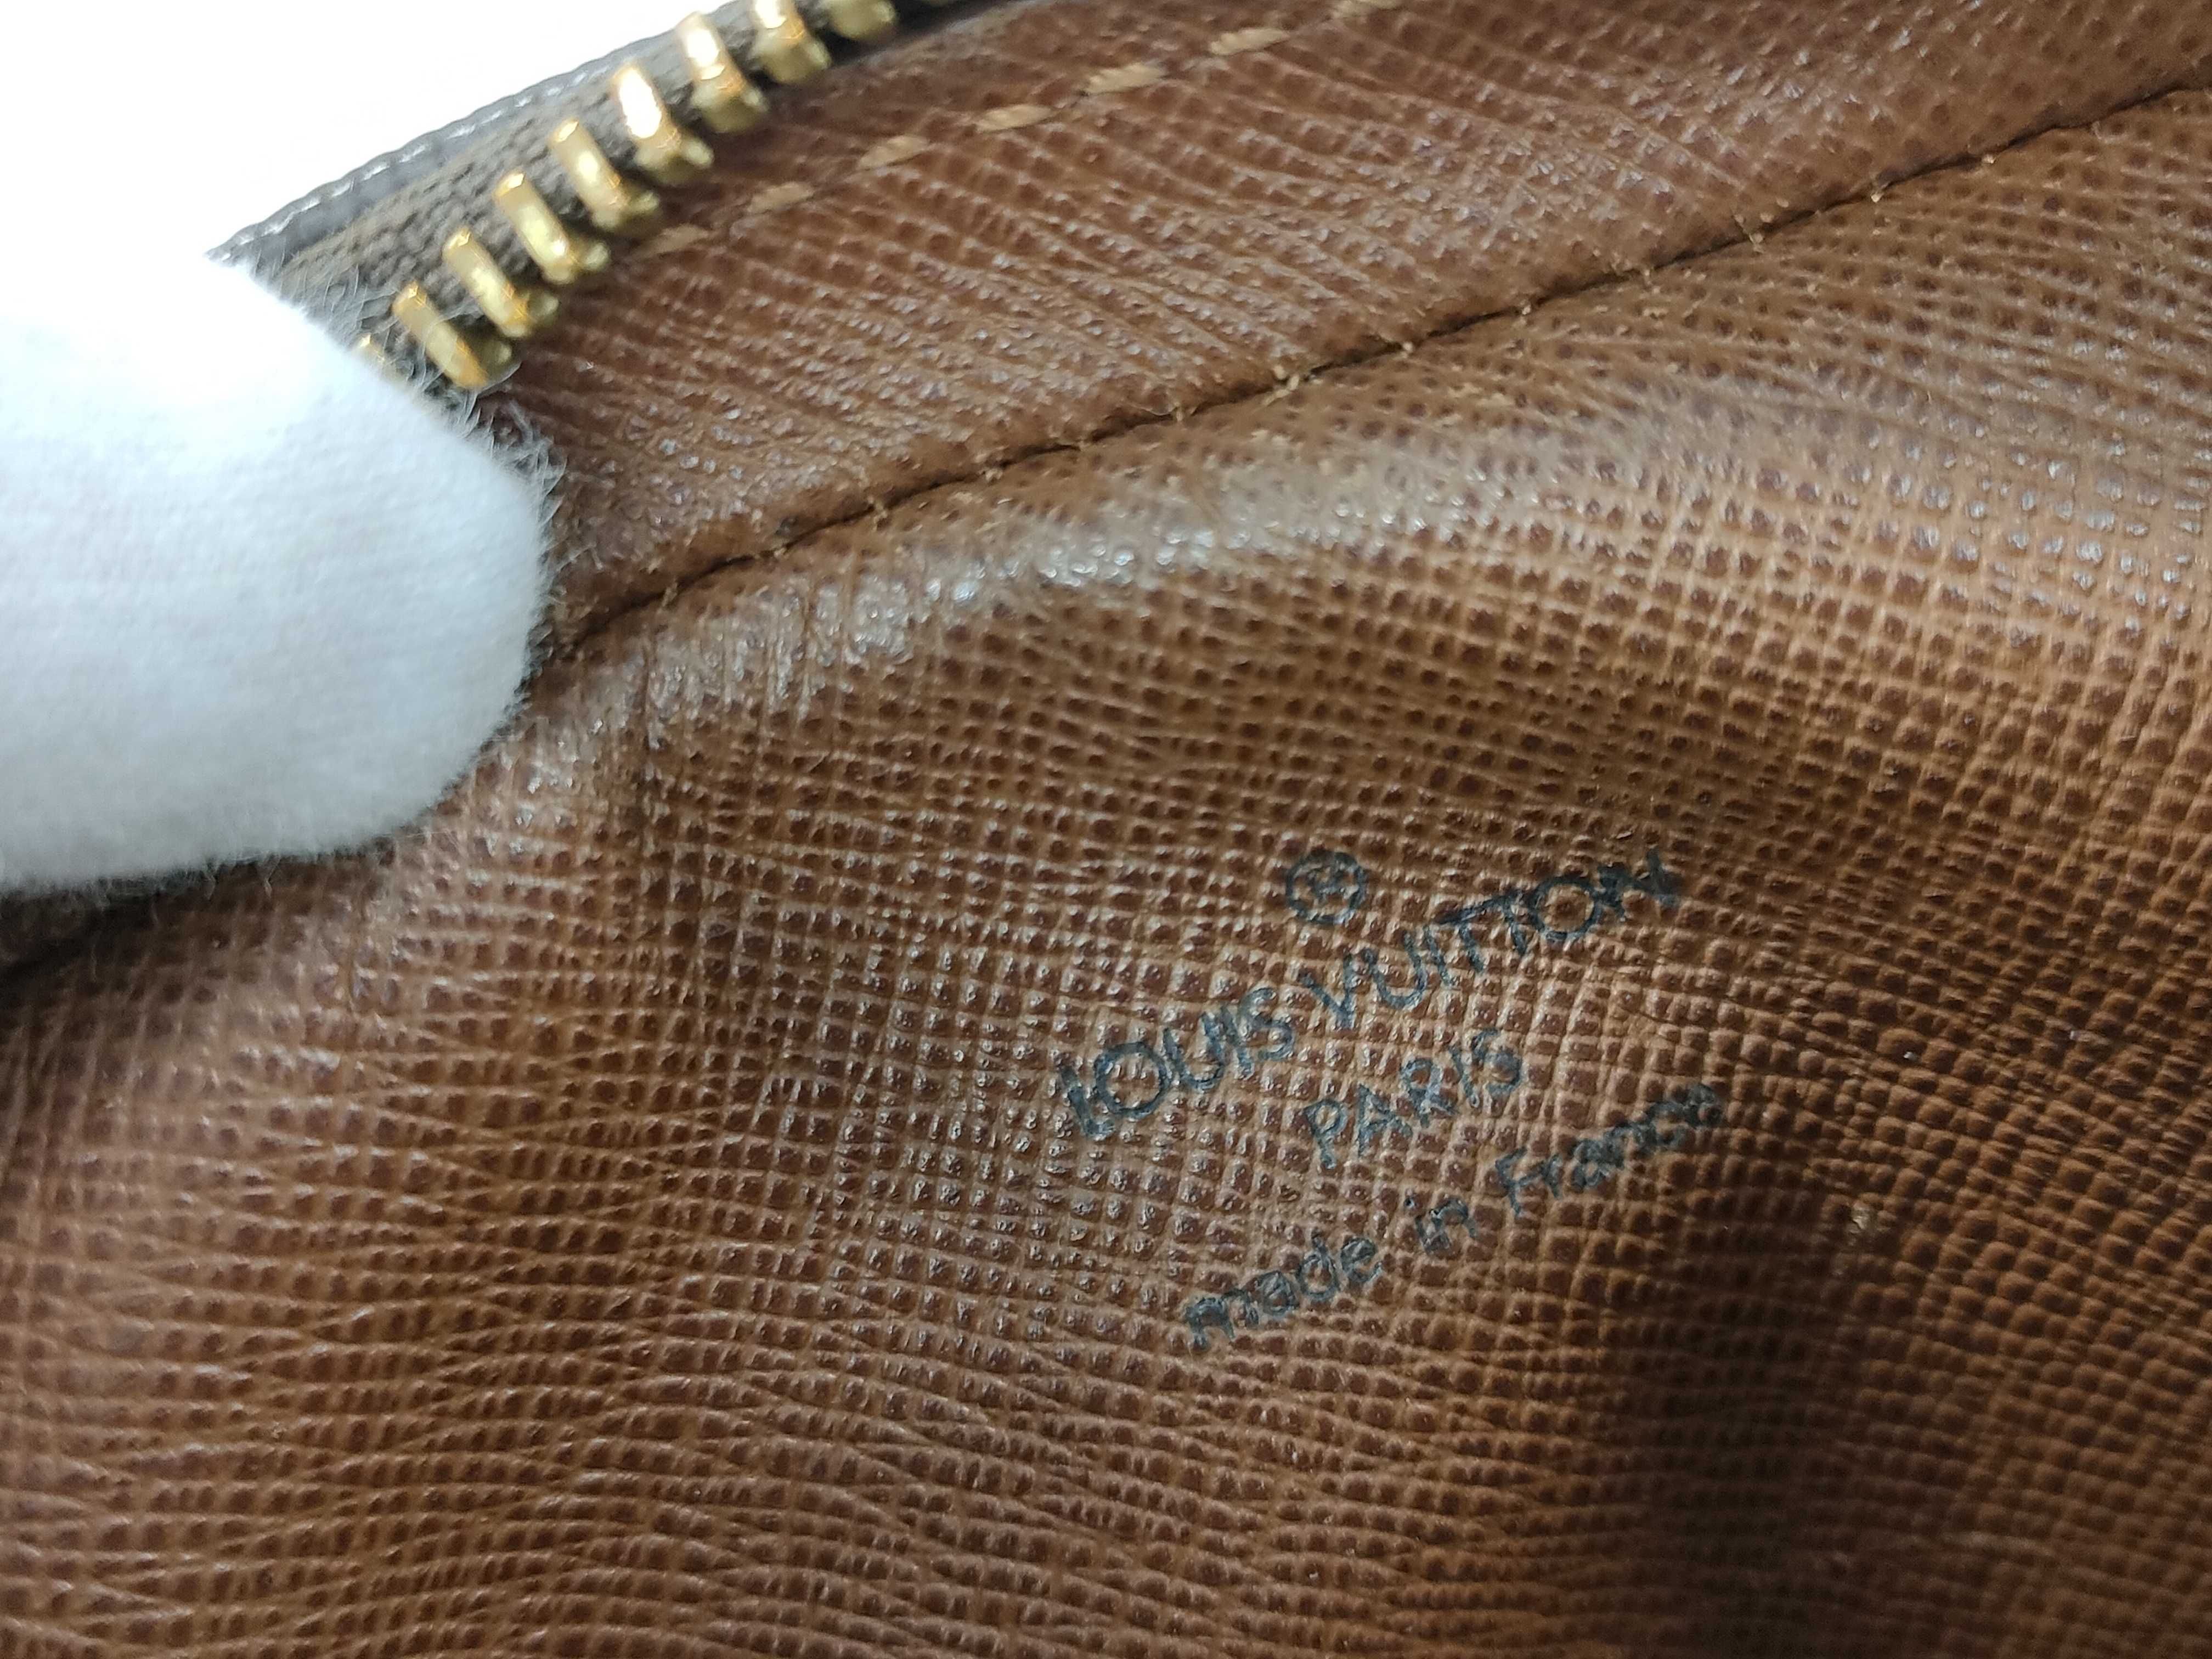 ®
LOUIS VUITTON
PARIS
made in France